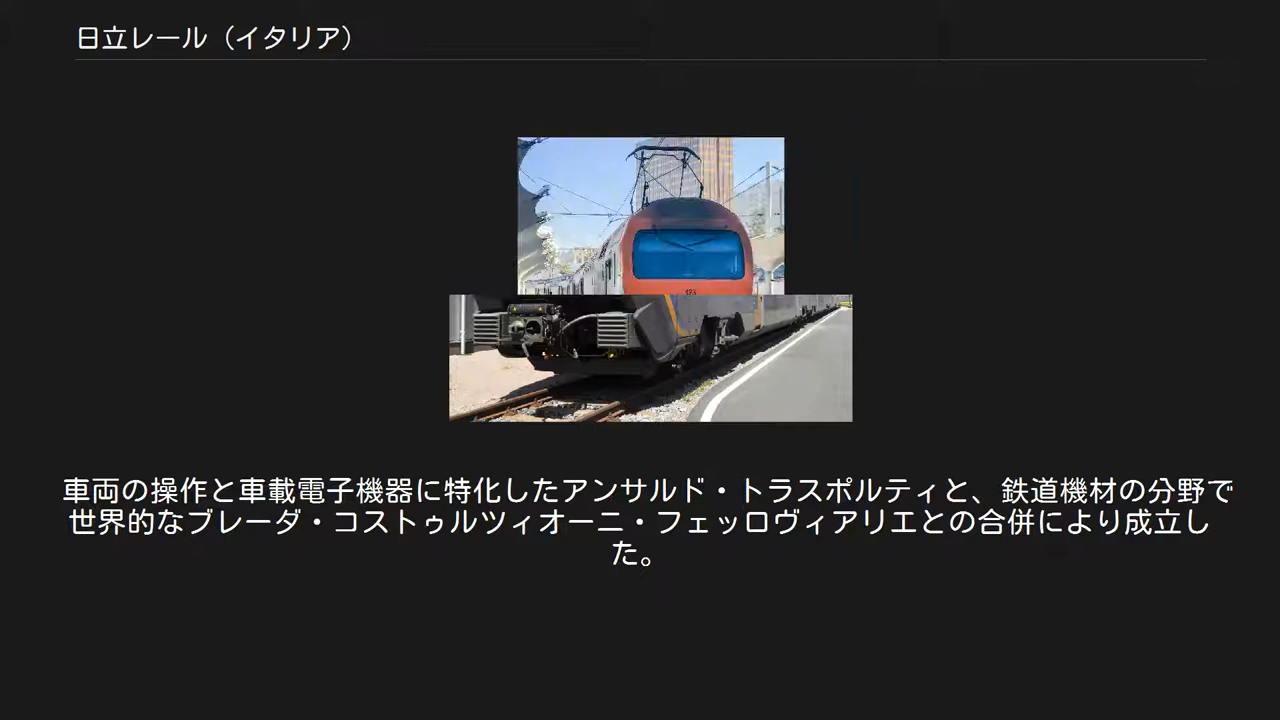 日立レール（イタリア）
車両の操作と車載電子機器に特化したアンサルド・トラスポルティと、鉄道機材の分野で
世界的なブレーダ・コストゥルツィオーニ・フェッロヴィアリエとの合併により成立し
た。